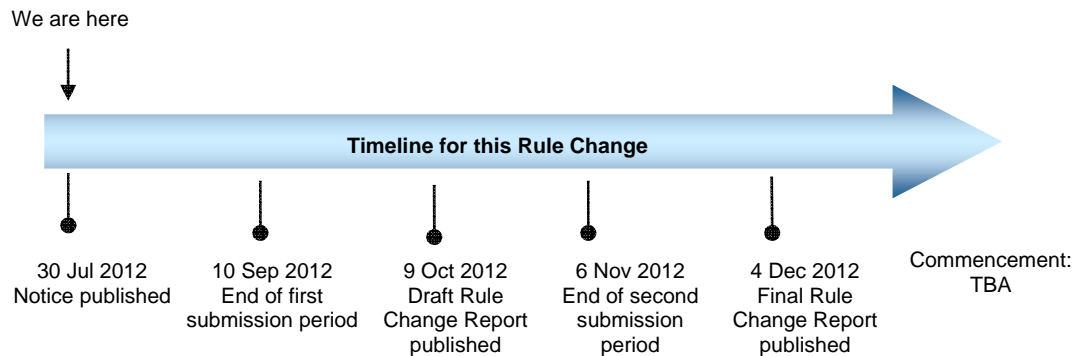 We are here
Timeline for this Rule Change
30 Jul 2012
Notice published
10 Sep 2012
End of first
submission period
9 Oct 2012
Draft Rule
Change Report
published
6 Nov 2012
End of second
submission
period
4 Dec 2012
Final Rule
Change Report
published
Commencement:
TBA